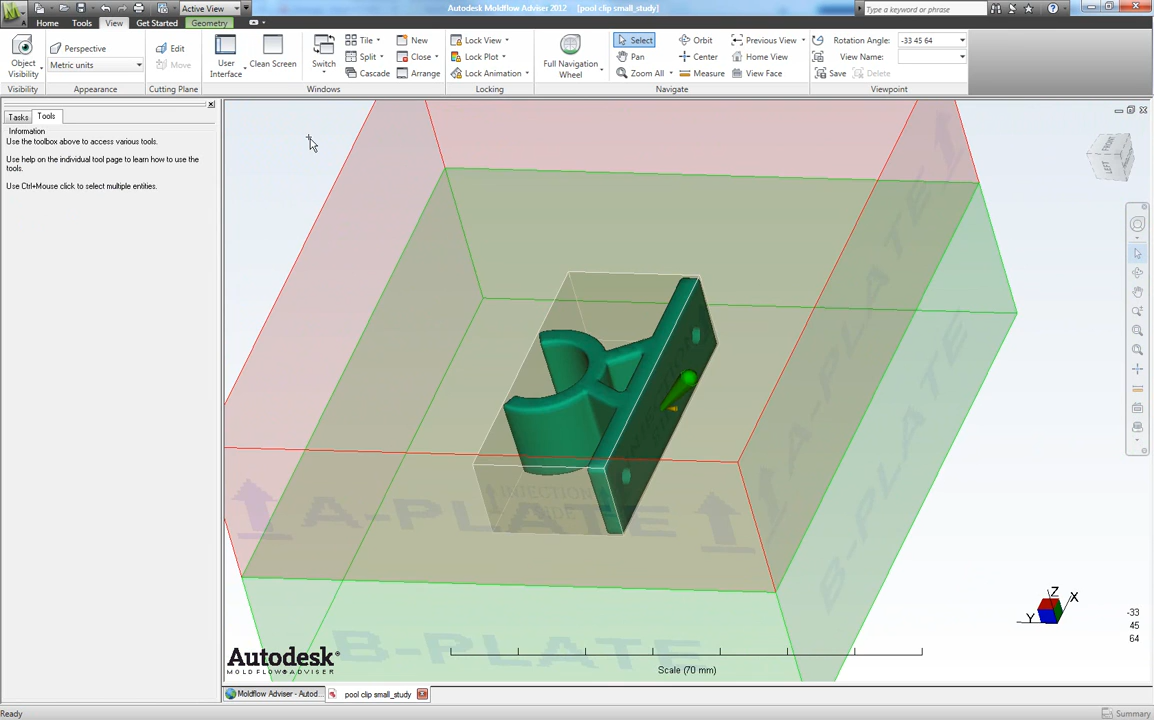 Active View
Autodesk Moldflow Adviser 2012 [pool clip small_study]
Type a keyword or phrase
Home Tools View Get Started Geometry
Object Visibility
Visibility
Perspective
Metric units
Appearance
Edit
Move
Cutting Plane
User Interface
Clean Screen
Switch
Tile
Split
Cascade
New
Close
Arrange
Windows
Lock View
Lock Plot
Lock Animation
Locking
Full Navigation Wheel
Select
Pan
Zoom All
Orbit
Center
Measure
Previous View
Home View
View Face
Navigate
Rotation Angle: -33 45 64
View Name:
Save Delete
Viewpoint
Tasks Tools
Information
Use the toolbox above to access various tools.
Use help on the individual tool page to learn how to use the
tools.
Use Ctrl+Mouse click to select multiple entities.
FRONT
LEFT
A-PLATE
A-PLATE
B-PLATE
B-PLATE
INJECTION
SIDE
Z
X
Y
-33
45
64
Autodesk
MOLDFLOW ADVISER
Scale (70 mm)
Moldflow Adviser - Autod...
pool clip small_study
Ready
Summary